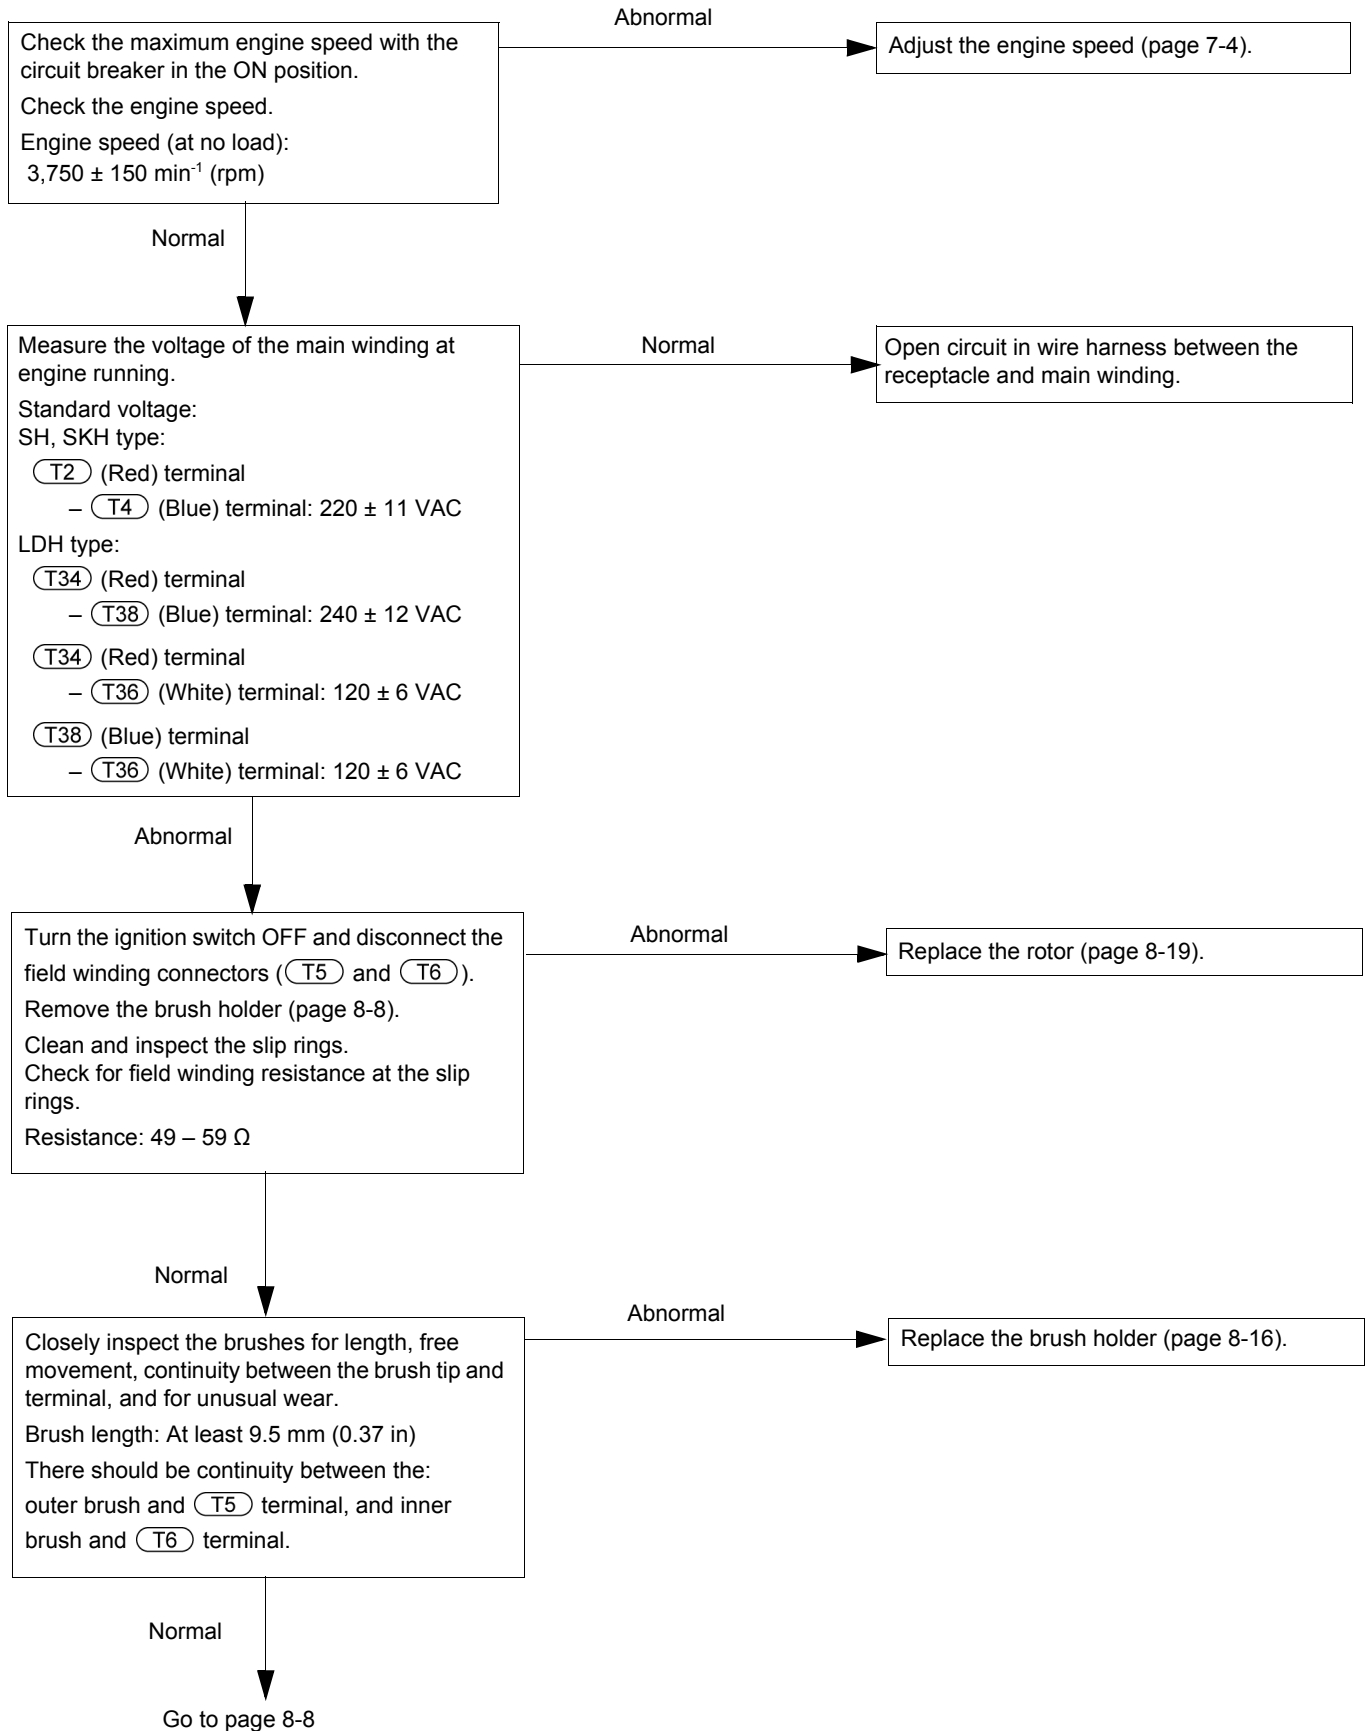 Abnormal
Check the maximum engine speed with the
circuit breaker in the ON position.
Check the engine speed.
Engine speed (at no load):
3,750 ± 150 min-1 (rpm)
Adjust the engine speed (page 7-4).
Normal
Measure the voltage of the main winding at
engine running.
Standard voltage:
SH, SKH type:
T2 (Red) terminal
– T4 (Blue) terminal: 220 ± 11 VAC
LDH type:
T34 (Red) terminal
– T38 (Blue) terminal: 240 ± 12 VAC
T34 (Red) terminal
– T36 (White) terminal: 120 ± 6 VAC
T38 (Blue) terminal
– T36 (White) terminal: 120 ± 6 VAC
Normal
Open circuit in wire harness between the
receptacle and main winding.
Abnormal
Turn the ignition switch OFF and disconnect the
field winding connectors (T5 and T6).
Remove the brush holder (page 8-8).
Clean and inspect the slip rings.
Check for field winding resistance at the slip
rings.
Resistance: 49 – 59 Ω
Abnormal
Replace the rotor (page 8-19).
Normal
Closely inspect the brushes for length, free
movement, continuity between the brush tip and
terminal, and for unusual wear.
Brush length: At least 9.5 mm (0.37 in)
There should be continuity between the:
outer brush and T5 terminal, and inner
brush and T6 terminal.
Abnormal
Replace the brush holder (page 8-16).
Normal
Go to page 8-8